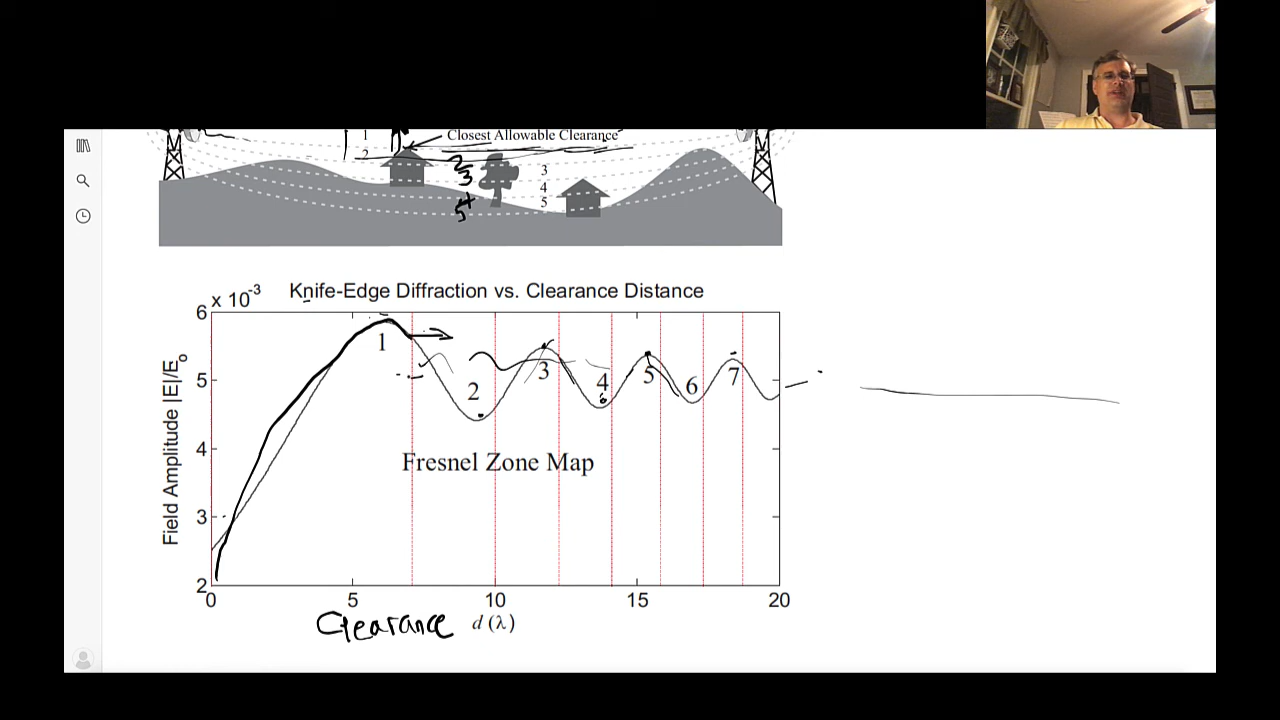 1 Closest Allowable Clearance
2
2
3 3
4 4
5 5
Knife-Edge Diffraction vs. Clearance Distance
x 10-3
6
5
4
3
2
Field Amplitude |E|/Eo
1 2 3 4 5 6 7
Fresnel Zone Map
0 5 10 15 20
Clearance d (λ)